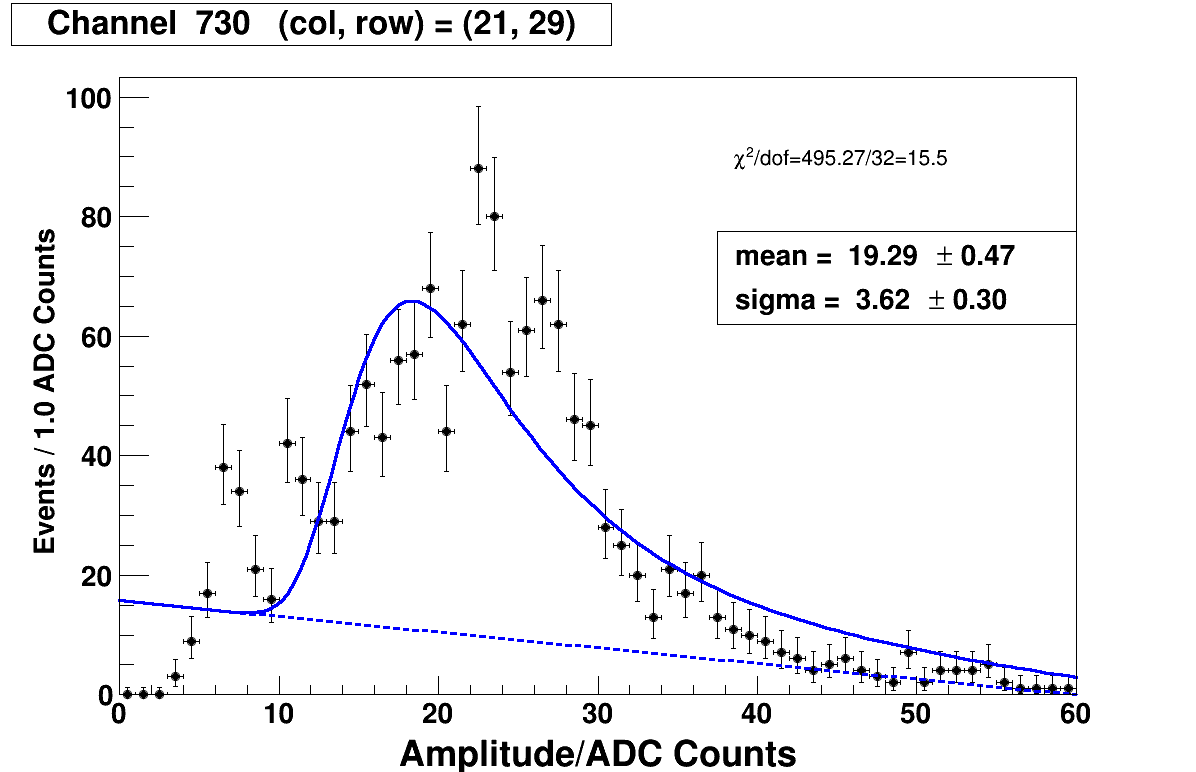 Channel  730   (col, row) = (21, 29)
χ²/dof=495.27/32=15.5
mean =  19.29  ± 0.47
sigma =  3.62  ± 0.30
Events / 1.0 ADC Counts
100
80
60
40
20
0
0 10 20 30 40 50 60
Amplitude/ADC Counts